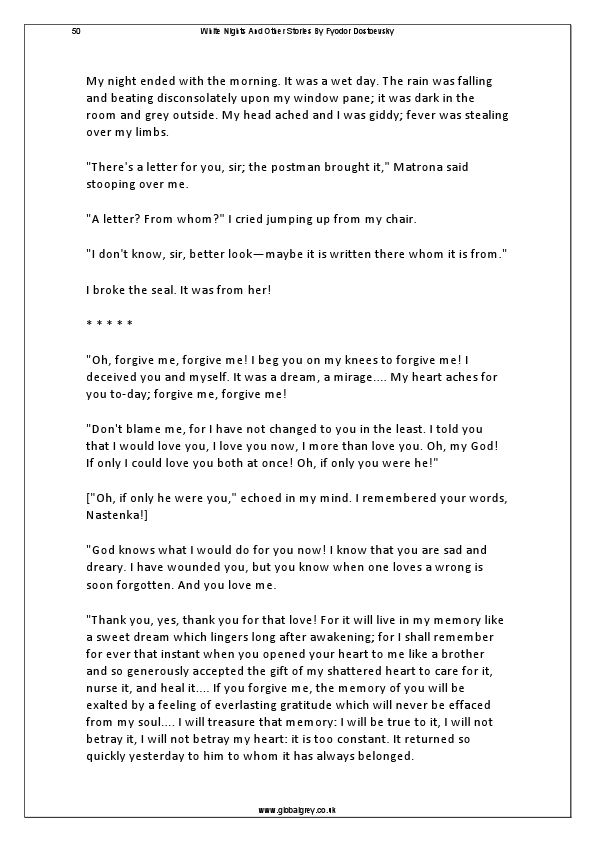 50 White Nights And Other Stories By Fyodor Dostoevsky
My night ended with the morning. It was a wet day. The rain was falling
and beating disconsolately upon my window pane; it was dark in the
room and grey outside. My head ached and I was giddy; fever was stealing
over my limbs.
"There's a letter for you, sir; the postman brought it," Matrona said
stooping over me.
"A letter? From whom?" I cried jumping up from my chair.
"I don't know, sir, better look—maybe it is written there whom it is from."
I broke the seal. It was from her!
* * * * *
"Oh, forgive me, forgive me! I beg you on my knees to forgive me! I
deceived you and myself. It was a dream, a mirage.... My heart aches for
you to-day; forgive me, forgive me!
"Don't blame me, for I have not changed to you in the least. I told you
that I would love you, I love you now, I more than love you. Oh, my God!
If only I could love you both at once! Oh, if only you were he!"
["Oh, if only he were you," echoed in my mind. I remembered your words,
Nastenka!]
"God knows what I would do for you now! I know that you are sad and
dreary. I have wounded you, but you know when one loves a wrong is
soon forgotten. And you love me.
"Thank you, yes, thank you for that love! For it will live in my memory like
a sweet dream which lingers long after awakening; for I shall remember
for ever that instant when you opened your heart to me like a brother
and so generously accepted the gift of my shattered heart to care for it,
nurse it, and heal it.... If you forgive me, the memory of you will be
exalted by a feeling of everlasting gratitude which will never be effaced
from my soul.... I will treasure that memory: I will be true to it, I will not
betray it, I will not betray my heart: it is too constant. It returned so
quickly yesterday to him to whom it has always belonged.
www.globalgrey.co.uk